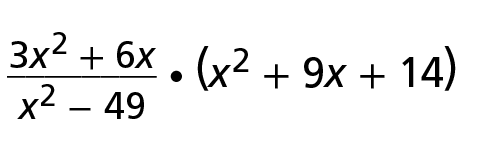 3x² + 6x
x² − 49
• (x² + 9x + 14)